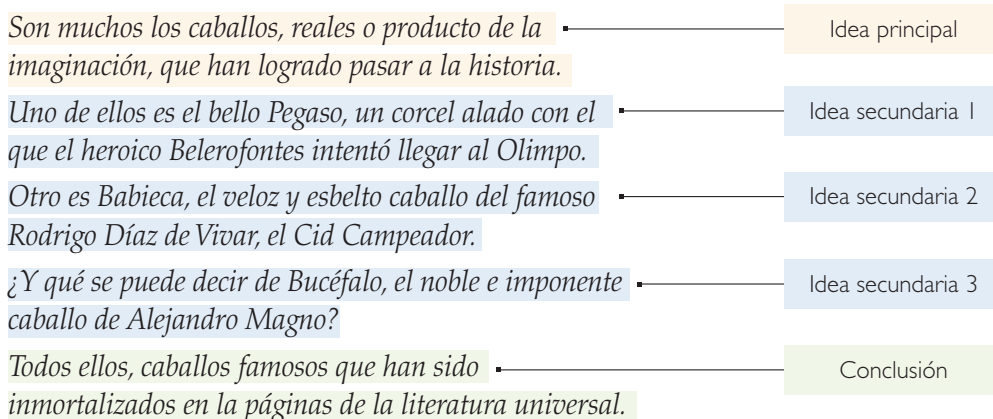 Son muchos los caballos, reales o producto de la
imaginación, que han logrado pasar a la historia.
Idea principal
Uno de ellos es el bello Pegaso, un corcel alado con el
que el heroico Belerofontes intentó llegar al Olimpo.
Idea secundaria 1
Otro es Babieca, el veloz y esbelto caballo del famoso
Rodrigo Díaz de Vivar, el Cid Campeador.
Idea secundaria 2
¿Y qué se puede decir de Bucéfalo, el noble e imponente
caballo de Alejandro Magno?
Idea secundaria 3
Todos ellos, caballos famosos que han sido
inmortalizados en la páginas de la literatura universal.
Conclusión